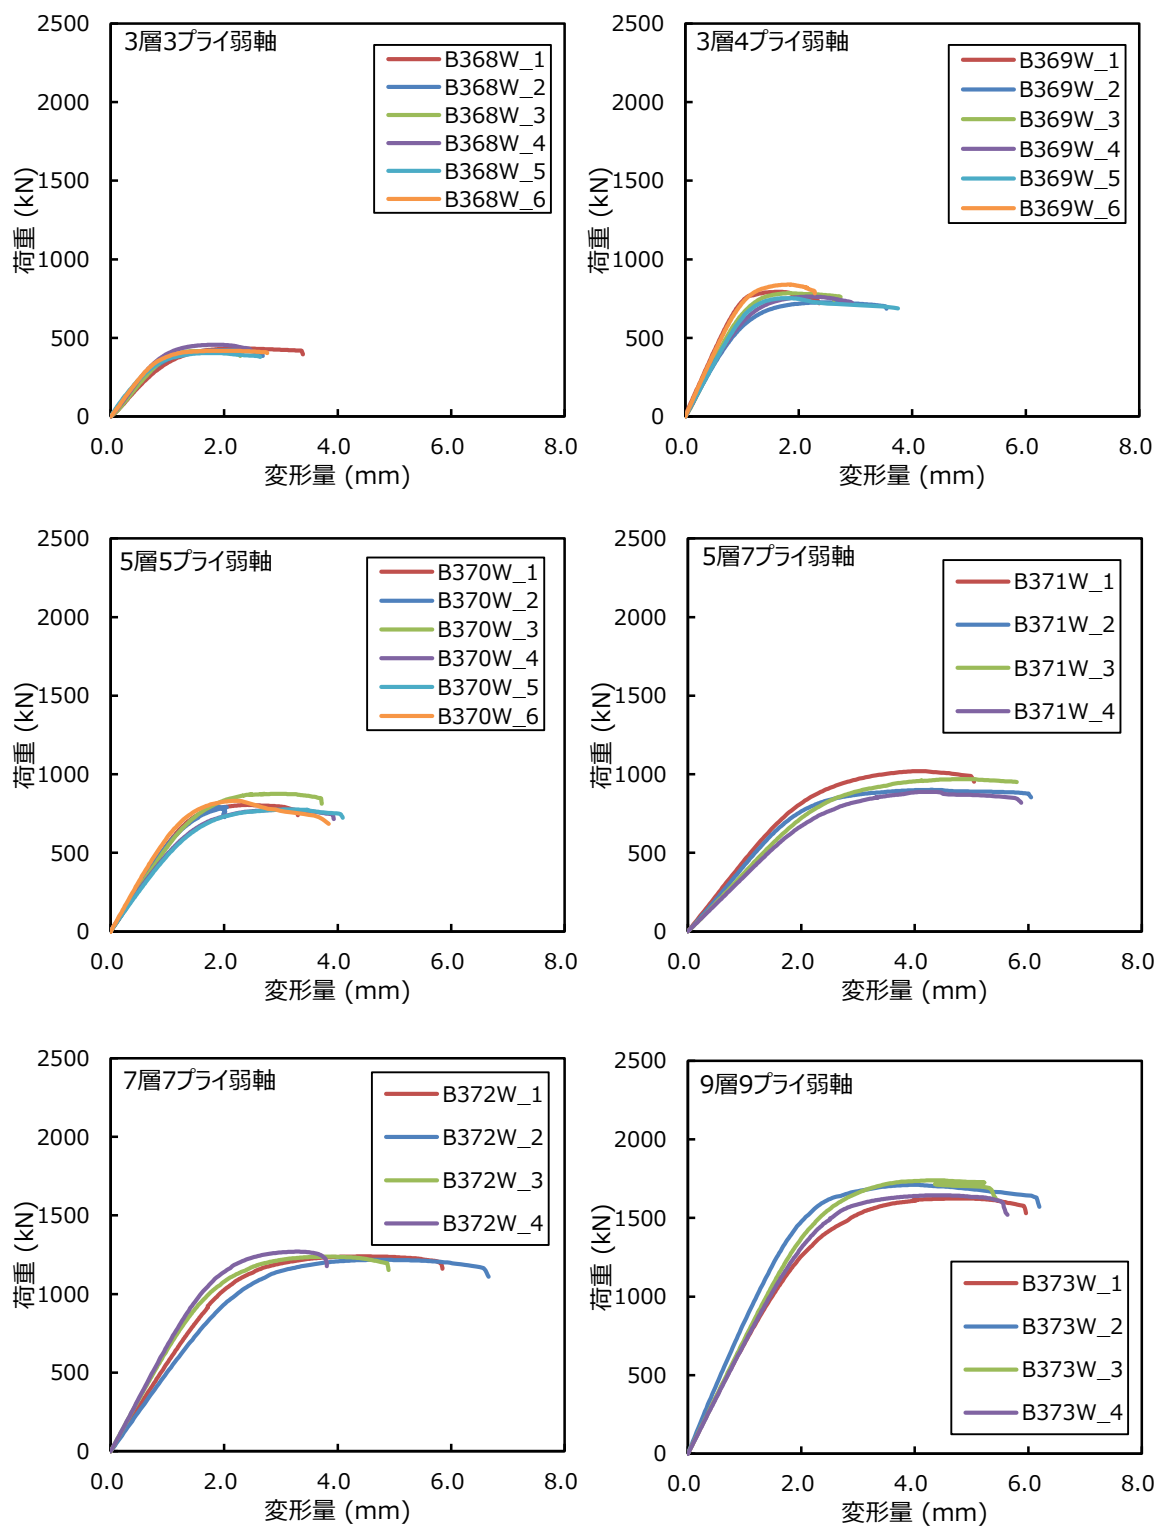 3層3プライ弱軸
2500
2000
1500
1000
500
0
0.0 2.0 4.0 6.0 8.0
荷重 (kN)
変形量 (mm)
B368W_1
B368W_2
B368W_3
B368W_4
B368W_5
B368W_6
3層4プライ弱軸
2500
2000
1500
1000
500
0
0.0 2.0 4.0 6.0 8.0
荷重 (kN)
変形量 (mm)
B369W_1
B369W_2
B369W_3
B369W_4
B369W_5
B369W_6
5層5プライ弱軸
2500
2000
1500
1000
500
0
0.0 2.0 4.0 6.0 8.0
荷重 (kN)
変形量 (mm)
B370W_1
B370W_2
B370W_3
B370W_4
B370W_5
B370W_6
5層7プライ弱軸
2500
2000
1500
1000
500
0
0.0 2.0 4.0 6.0 8.0
荷重 (kN)
変形量 (mm)
B371W_1
B371W_2
B371W_3
B371W_4
7層7プライ弱軸
2500
2000
1500
1000
500
0
0.0 2.0 4.0 6.0 8.0
荷重 (kN)
変形量 (mm)
B372W_1
B372W_2
B372W_3
B372W_4
9層9プライ弱軸
2500
2000
1500
1000
500
0
0.0 2.0 4.0 6.0 8.0
荷重 (kN)
変形量 (mm)
B373W_1
B373W_2
B373W_3
B373W_4